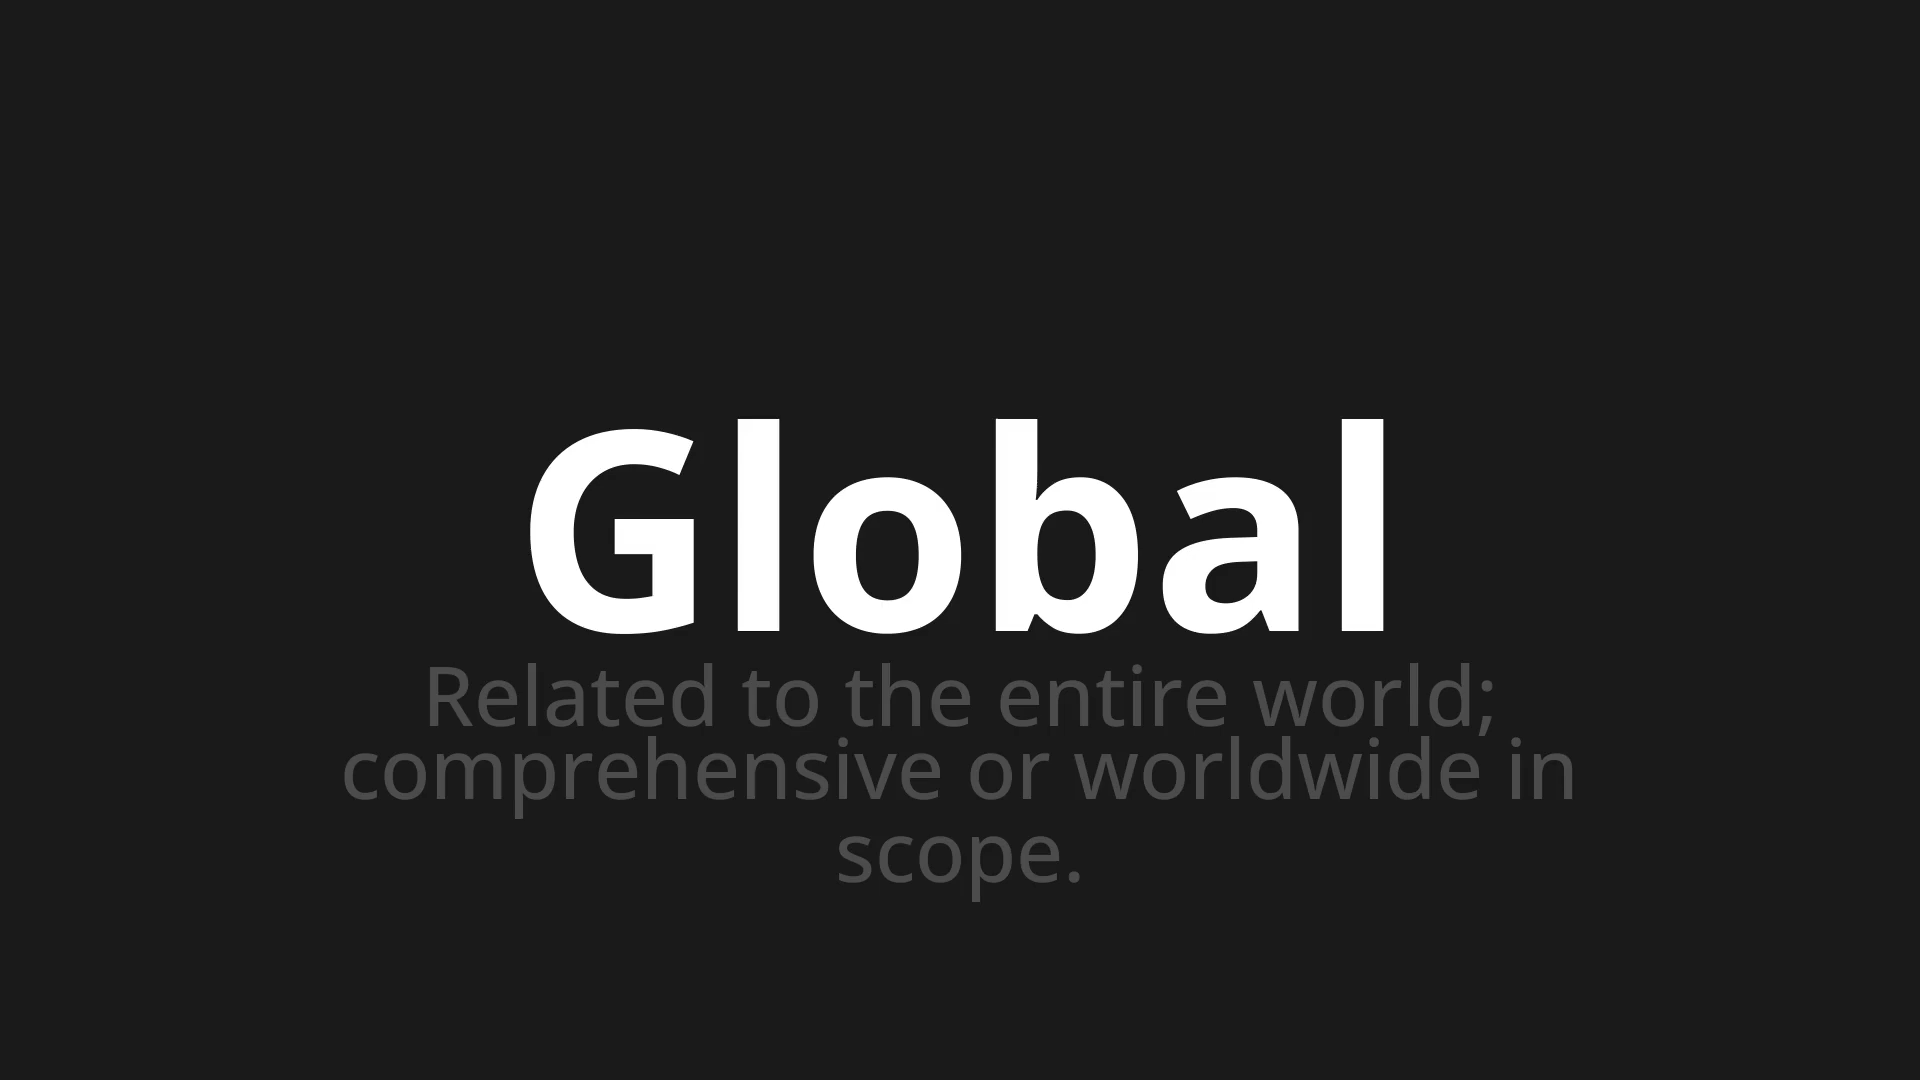 Global
Related to the entire world;
comprehensive or worldwide in
scope.